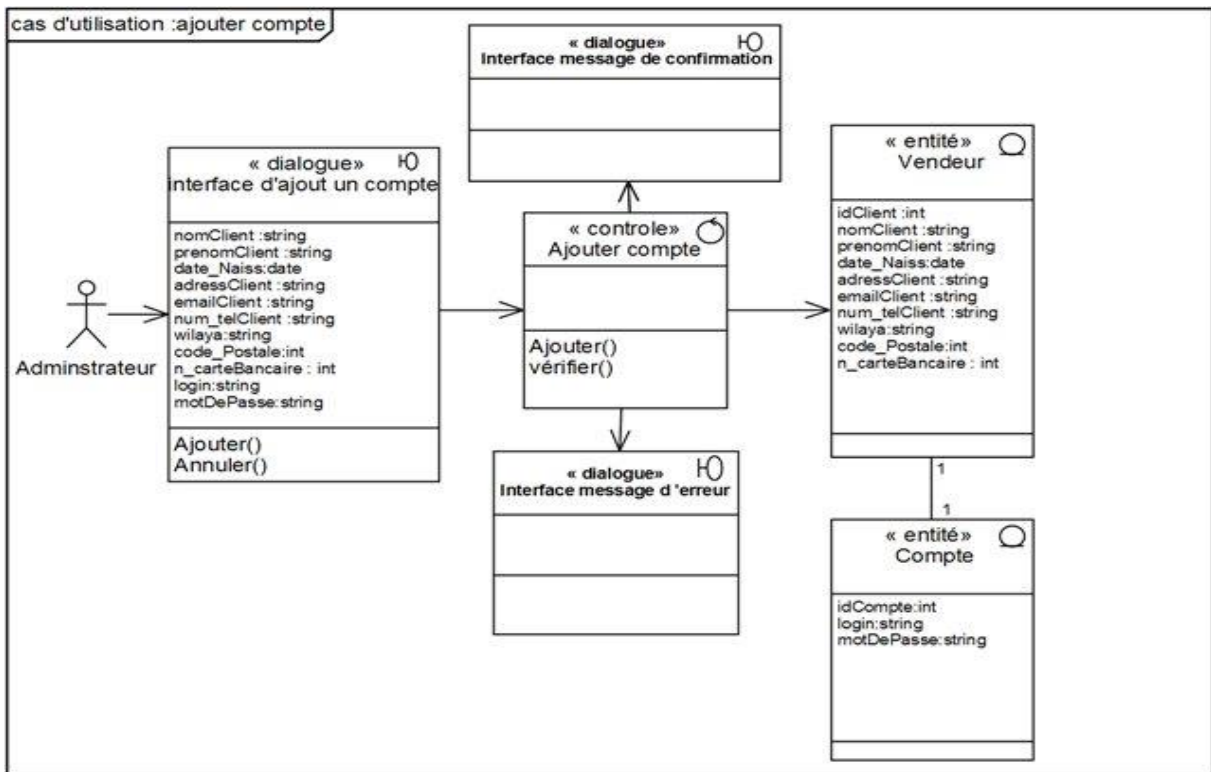 cas d'utilisation :ajouter compte
« dialogue»
Interface message de confirmation
« dialogue»
interface d'ajout un compte
nomClient :string
prenomClient :string
date_Naiss:date
adressClient :string
emailClient :string
num_telClient :string
wilaya:string
code_Postale:int
n_carteBancaire : int
login:string
motDePasse:string
Ajouter()
Annuler()
Adminstrateur
« controle»
Ajouter compte
Ajouter()
vérifier()
« dialogue»
Interface message d 'erreur
« entité»
Vendeur
idClient :int
nomClient :string
prenomClient :string
date_Naiss:date
adressClient :string
emailClient :string
num_telClient :string
wilaya:string
code_Postale:int
n_carteBancaire : int
1
1
« entité»
Compte
idCompte:int
login:string
motDePasse:string